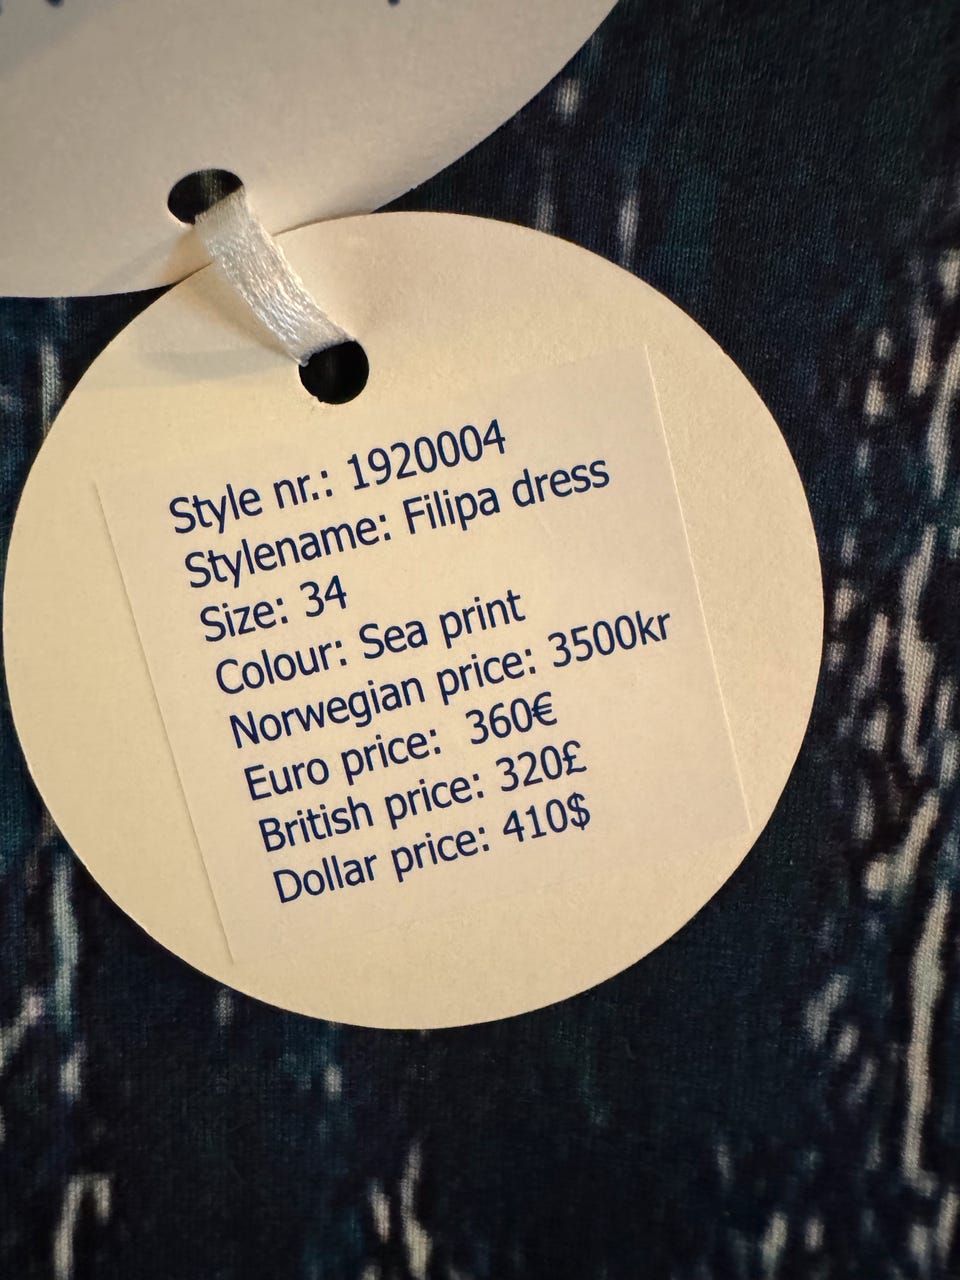 Style nr.: 1920004
Stylename: Filipa dress
Size: 34
Colour: Sea print
Norwegian price: 3500kr
Euro price:  360€
British price: 320£
Dollar price: 410$